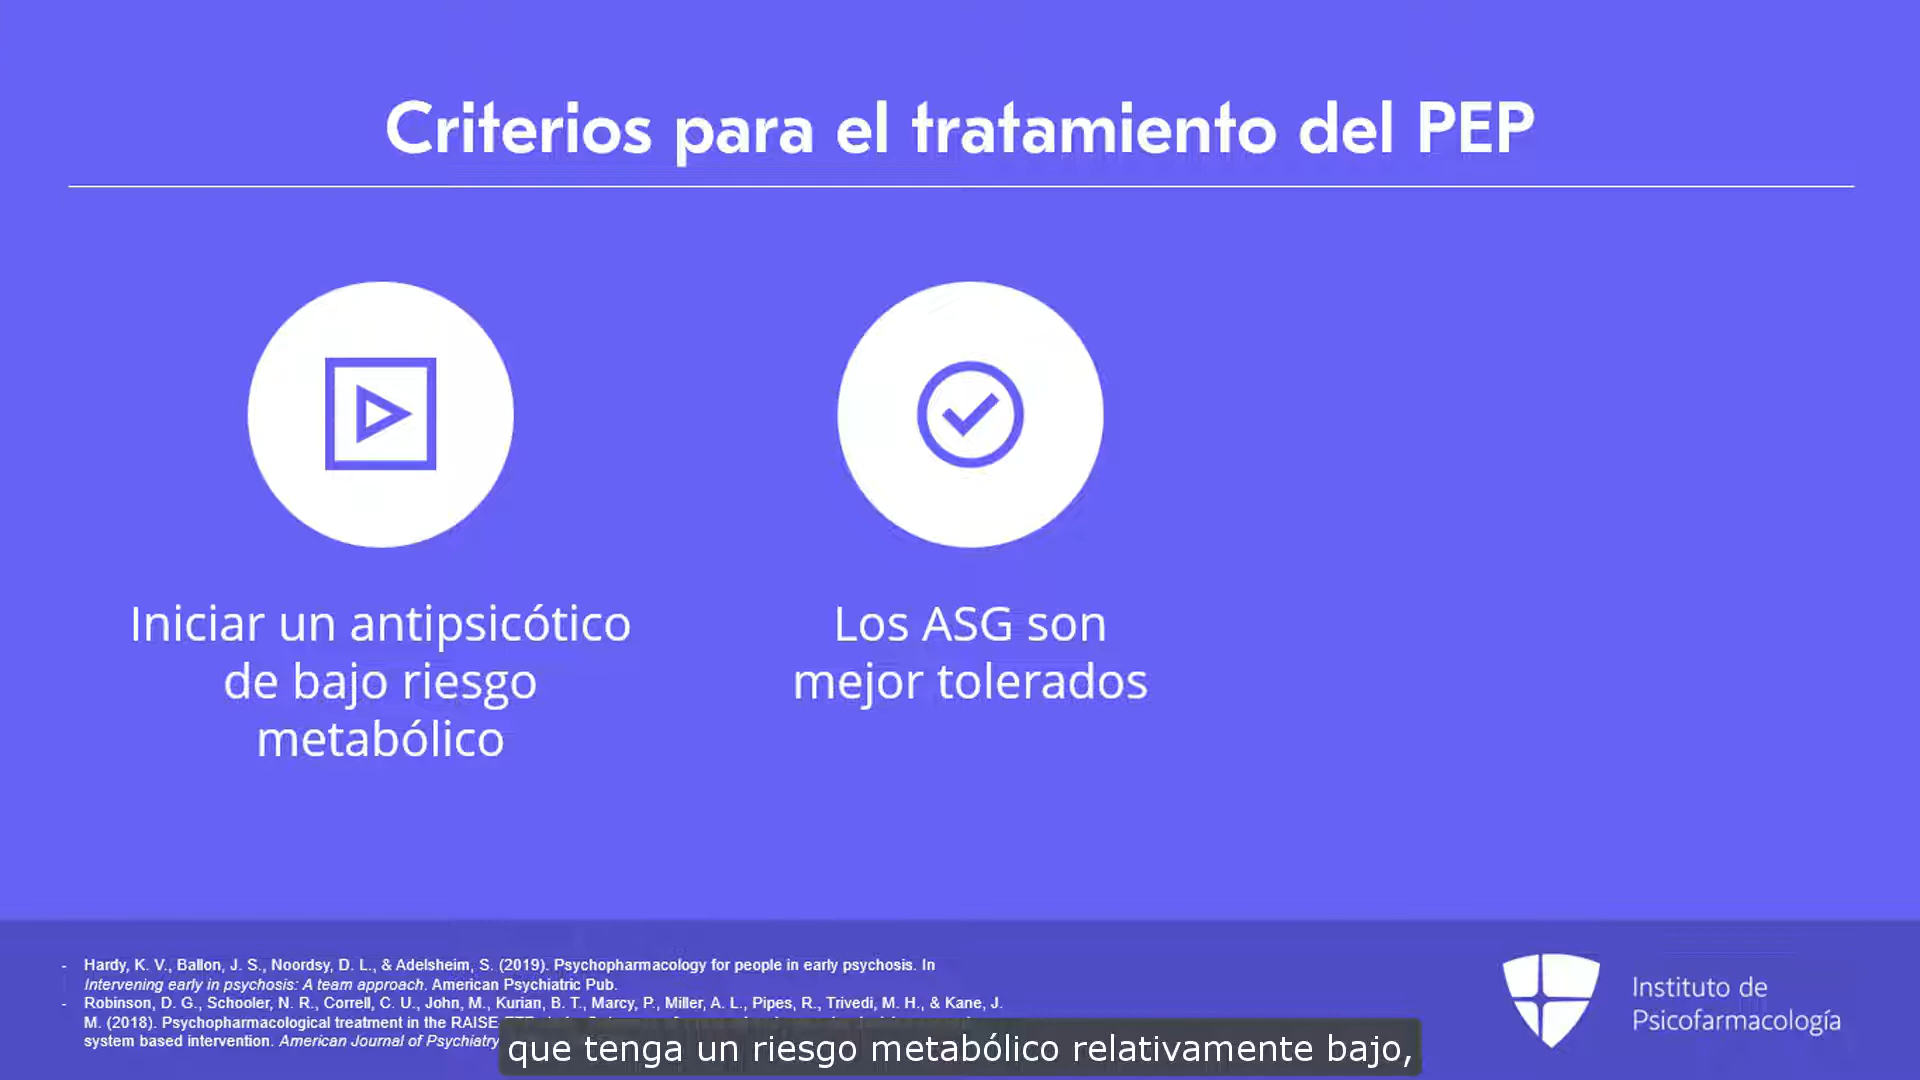 Criterios para el tratamiento del PEP
Iniciar un antipsicótico
de bajo riesgo
metabólico
Los ASG son
mejor tolerados
- Hardy, K. V., Ballon, J. S., Noordsy, D. L., & Adelsheim, S. (2019). Psychopharmacology for people in early psychosis. In
Intervening early in psychosis: A team approach. American Psychiatric Pub.
- Robinson, D. G., Schooler, N. R., Correll, C. U., John, M., Kurian, B. T., Marcy, P., Miller, A. L., Pipes, R., Trivedi, M. H., & Kane, J.
M. (2018). Psychopharmacological treatment in the RAISE
system based intervention. American Journal of Psychiatry
que tenga un riesgo metabólico relativamente bajo,
Instituto de
Psicofarmacología